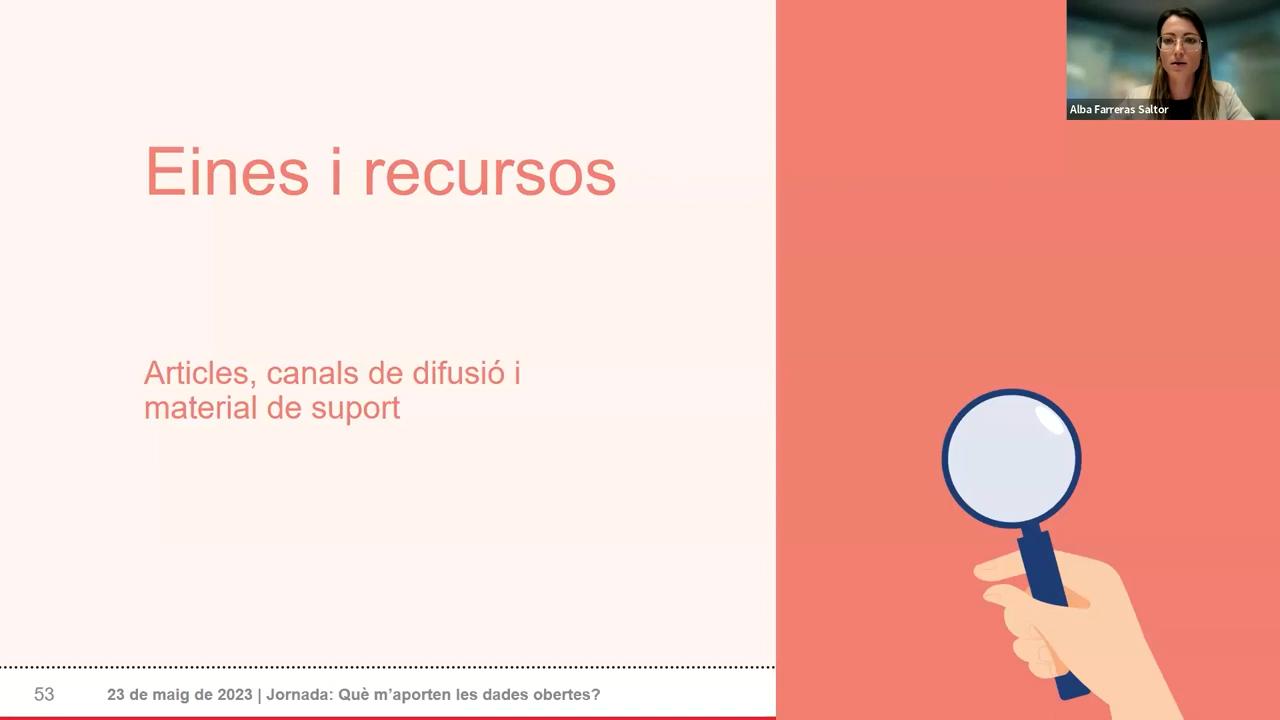 Alba Farreras Saltor
Eines i recursos
Articles, canals de difusió i
material de suport
53
23 de maig de 2023 | Jornada: Què m’aporten les dades obertes?